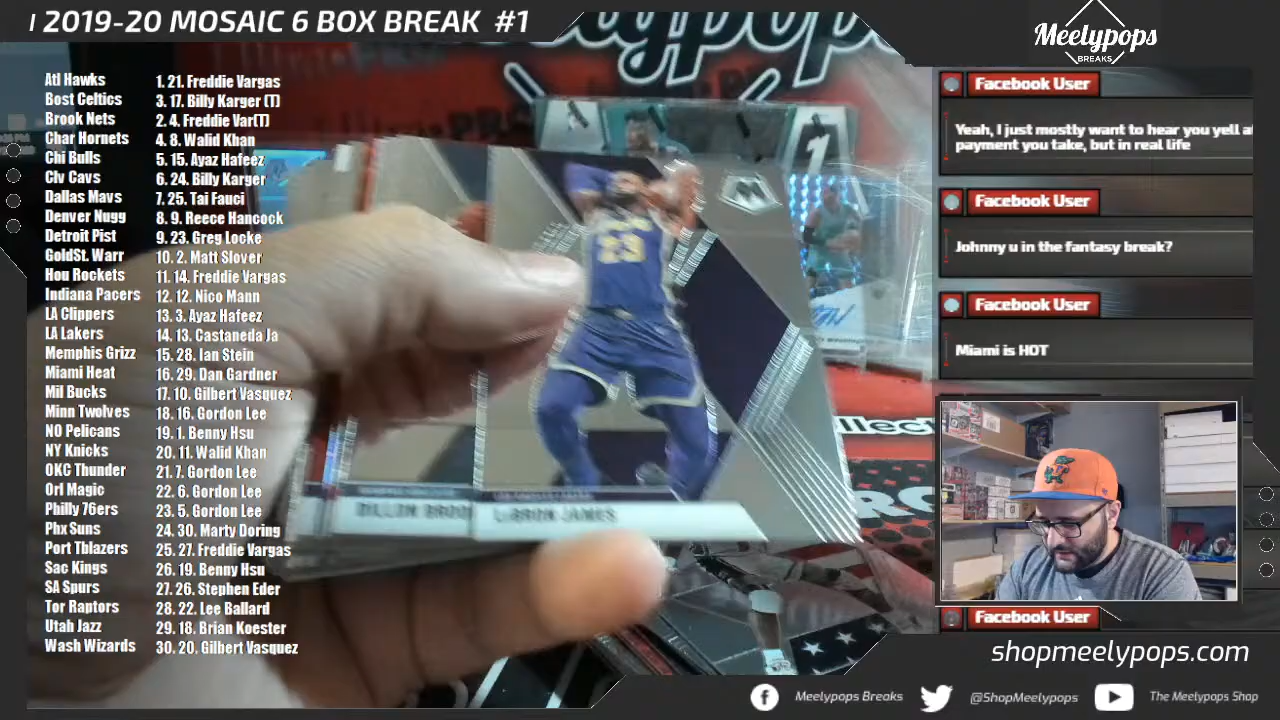 2019-20 MOSAIC 6 BOX BREAK #1
Meelypops
BREAKS
Atl Hawks 1. 21. Freddie Vargas
Bost Celtics 3. 17. Billy Karger (T)
Brook Nets 2. 4. Freddie Var(T)
Char Hornets 4. 8. Walid Khan
Chi Bulls 5. 15. Ayaz Hafeez
Clv Cavs 6. 24. Billy Karger
Dallas Mavs 7. 25. Tai Fauci
Denver Nugg 8. 9. Reece Hancock
Detroit Pist 9. 23. Greg Locke
GoldSt. Warr 10. 2. Matt Slover
Hou Rockets 11. 14. Freddie Vargas
Indiana Pacers 12. 12. Nico Mann
LA Clippers 13. 3. Ayaz Hafeez
LA Lakers 14. 13. Castaneda Ja
Memphis Grizz 15. 28. Ian Stein
Miami Heat 16. 29. Dan Gardner
Mil Bucks 17. 10. Gilbert Vasquez
Minn Twolves 18. 16. Gordon Lee
NO Pelicans 19. 1. Benny Hsu
NY Knicks 20. 11. Walid Khan
OKC Thunder 21. 7. Gordon Lee
Orl Magic 22. 6. Gordon Lee
Philly 76ers 23. 5. Gordon Lee
Phx Suns 24. 30. Marty Doring
Port Tblazers 25. 27. Freddie Vargas
Sac Kings 26. 19. Benny Hsu
SA Spurs 27. 26. Stephen Eder
Tor Raptors 28. 22. Lee Ballard
Utah Jazz 29. 18. Brian Koester
Wash Wizards 30. 20. Gilbert Vasquez
23
DILLON BROO
LEBRON JAMES
Facebook User
Yeah, I just mostly want to hear you yell a
payment you take, but in real life
Facebook User
Johnny u in the fantasy break?
Facebook User
Miami is HOT
Facebook User
shopmeelypops.com
Meelypops Breaks @ShopMeelypops The Meelypops Shop